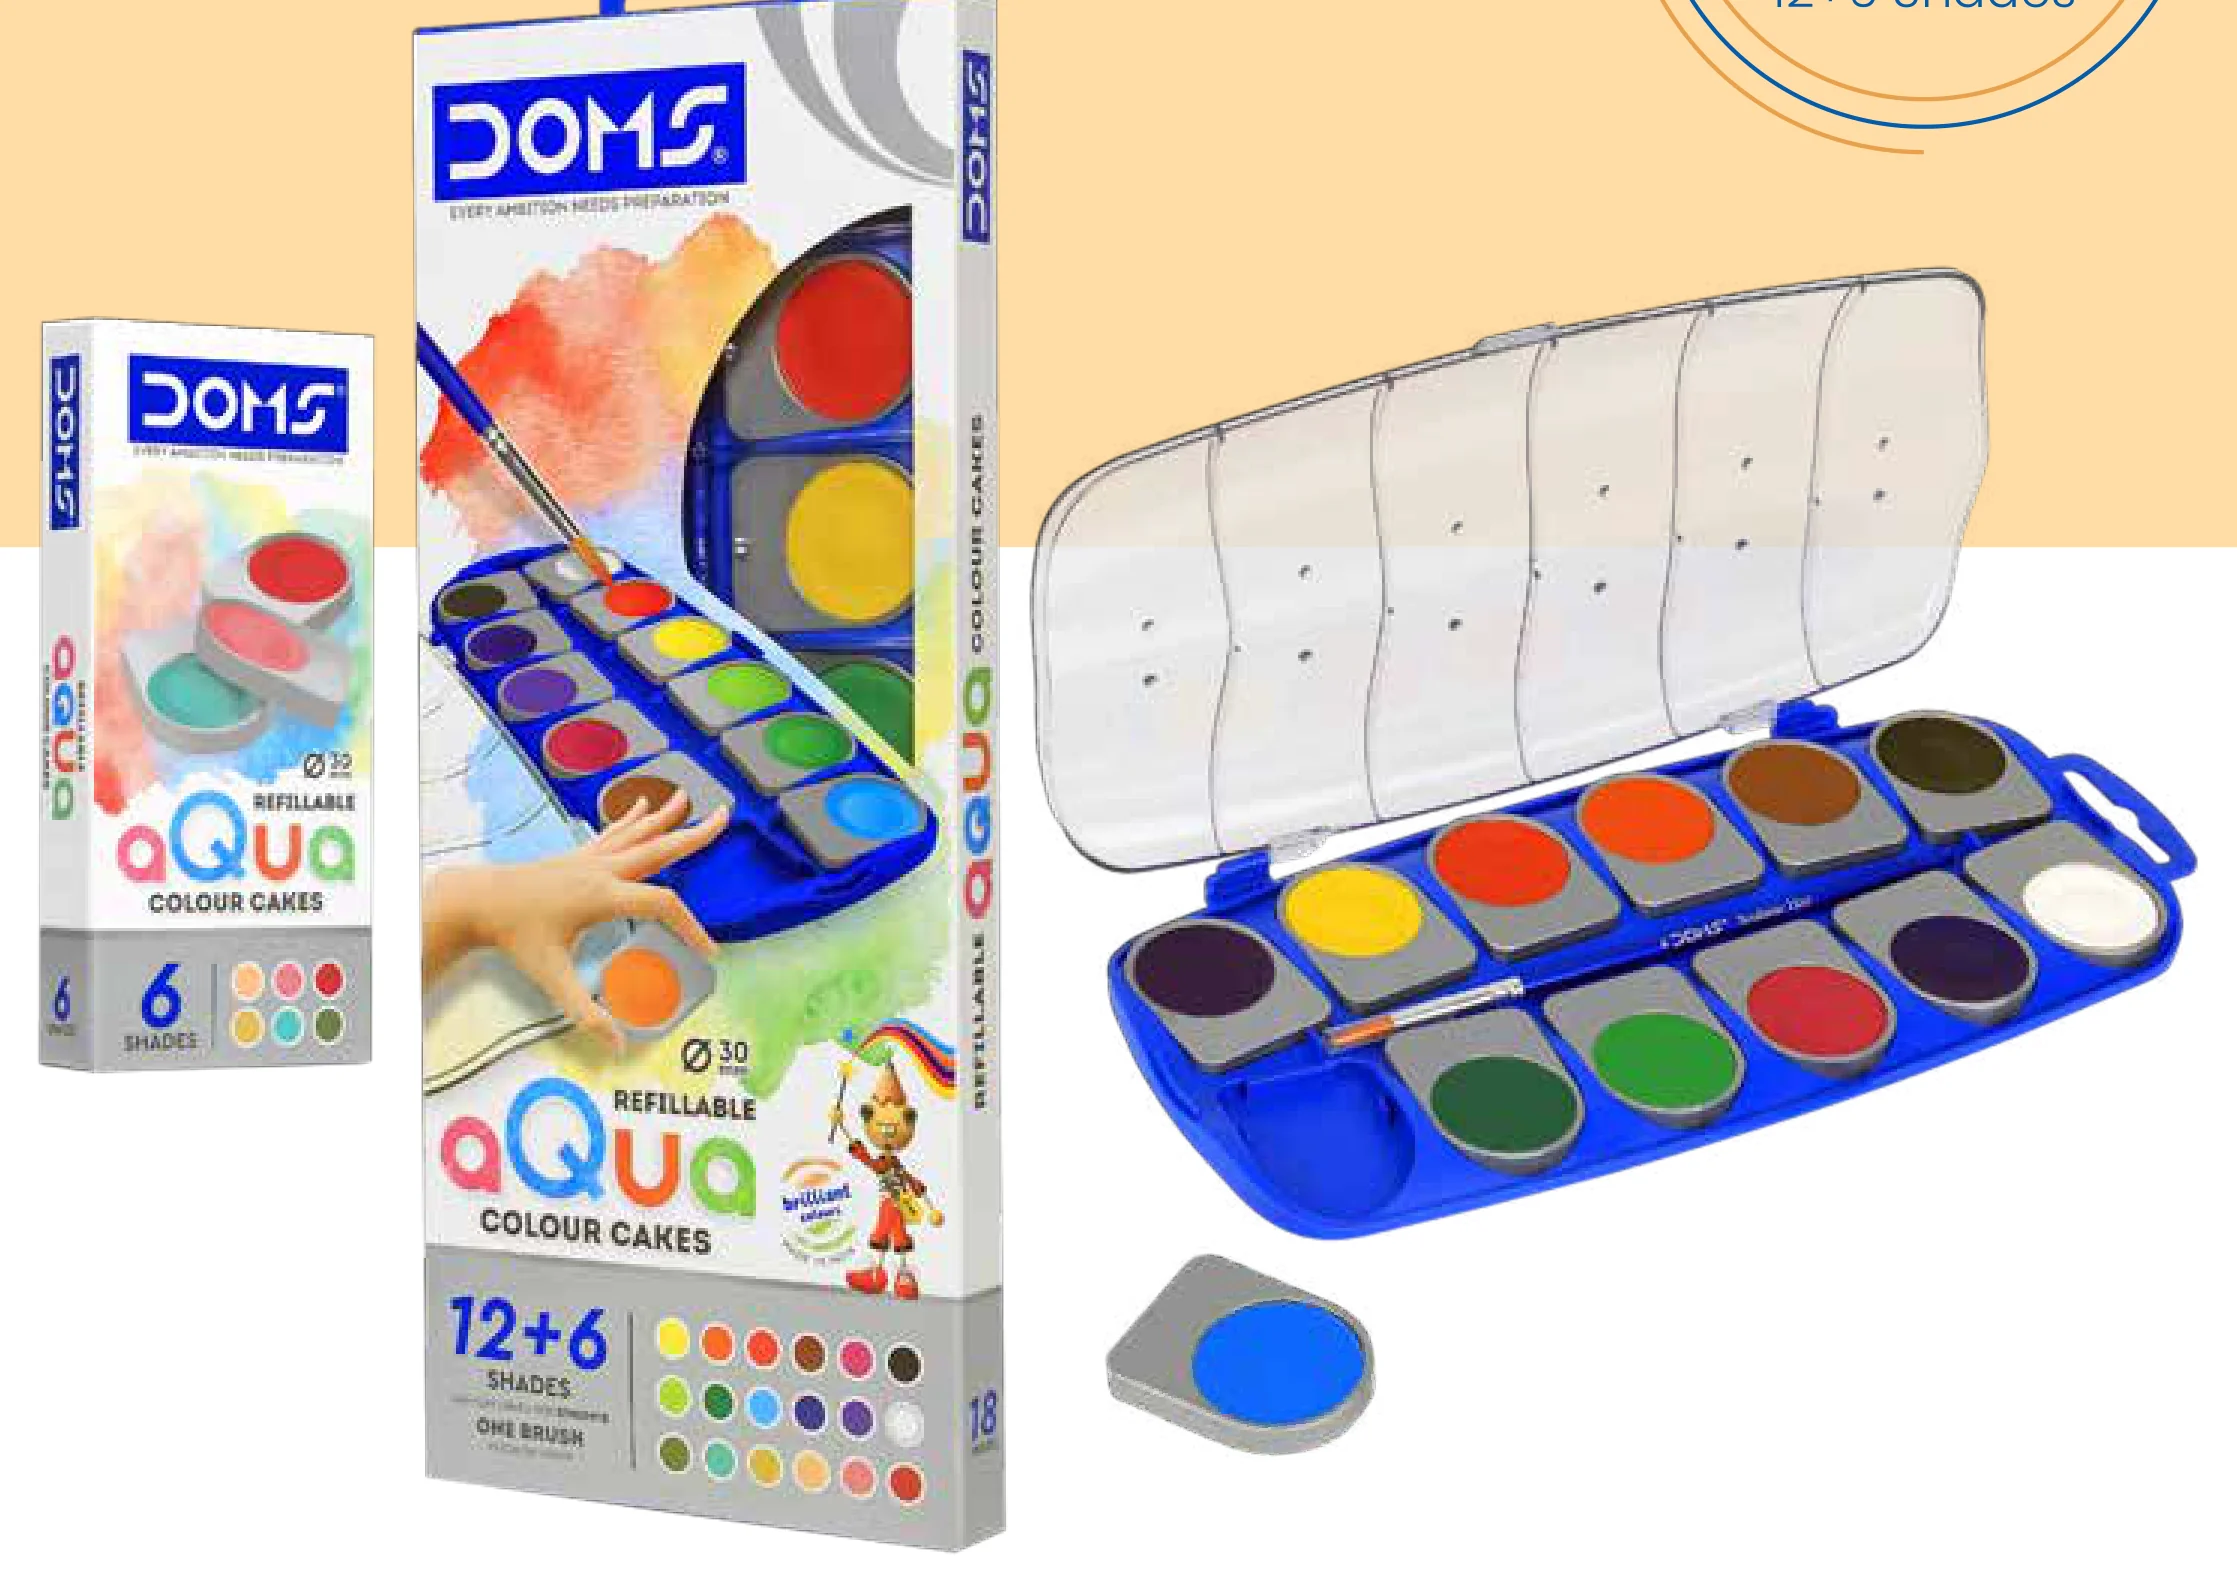 12+6 shades
DOMS
DOMS
EVERY AMBITION NEEDS PREPARATION
Ø 30
mm
REFILLABLE
aQua
COLOUR CAKES
6
6
SHADES
aQua
DOMS®
EVERY AMBITION NEEDS PREPARATION
Ø 30
mm
REFILLABLE
aQua
COLOUR CAKES
brilliant
colours
12+6
SHADES
ONE BRUSH
DOMS
REFILLABLE aQua COLOUR CAKES
18
DOMS